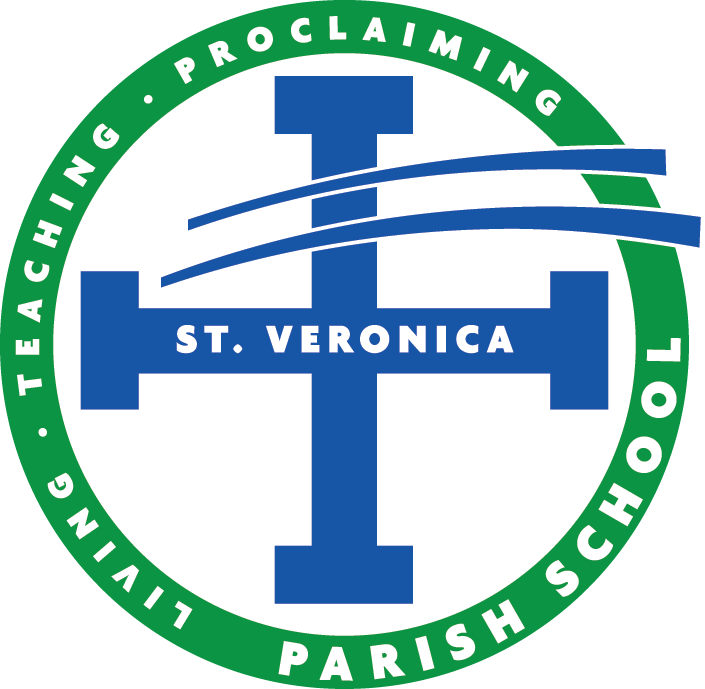 LIVING · TEACHING · PROCLAIMING
ST. VERONICA
PARISH SCHOOL